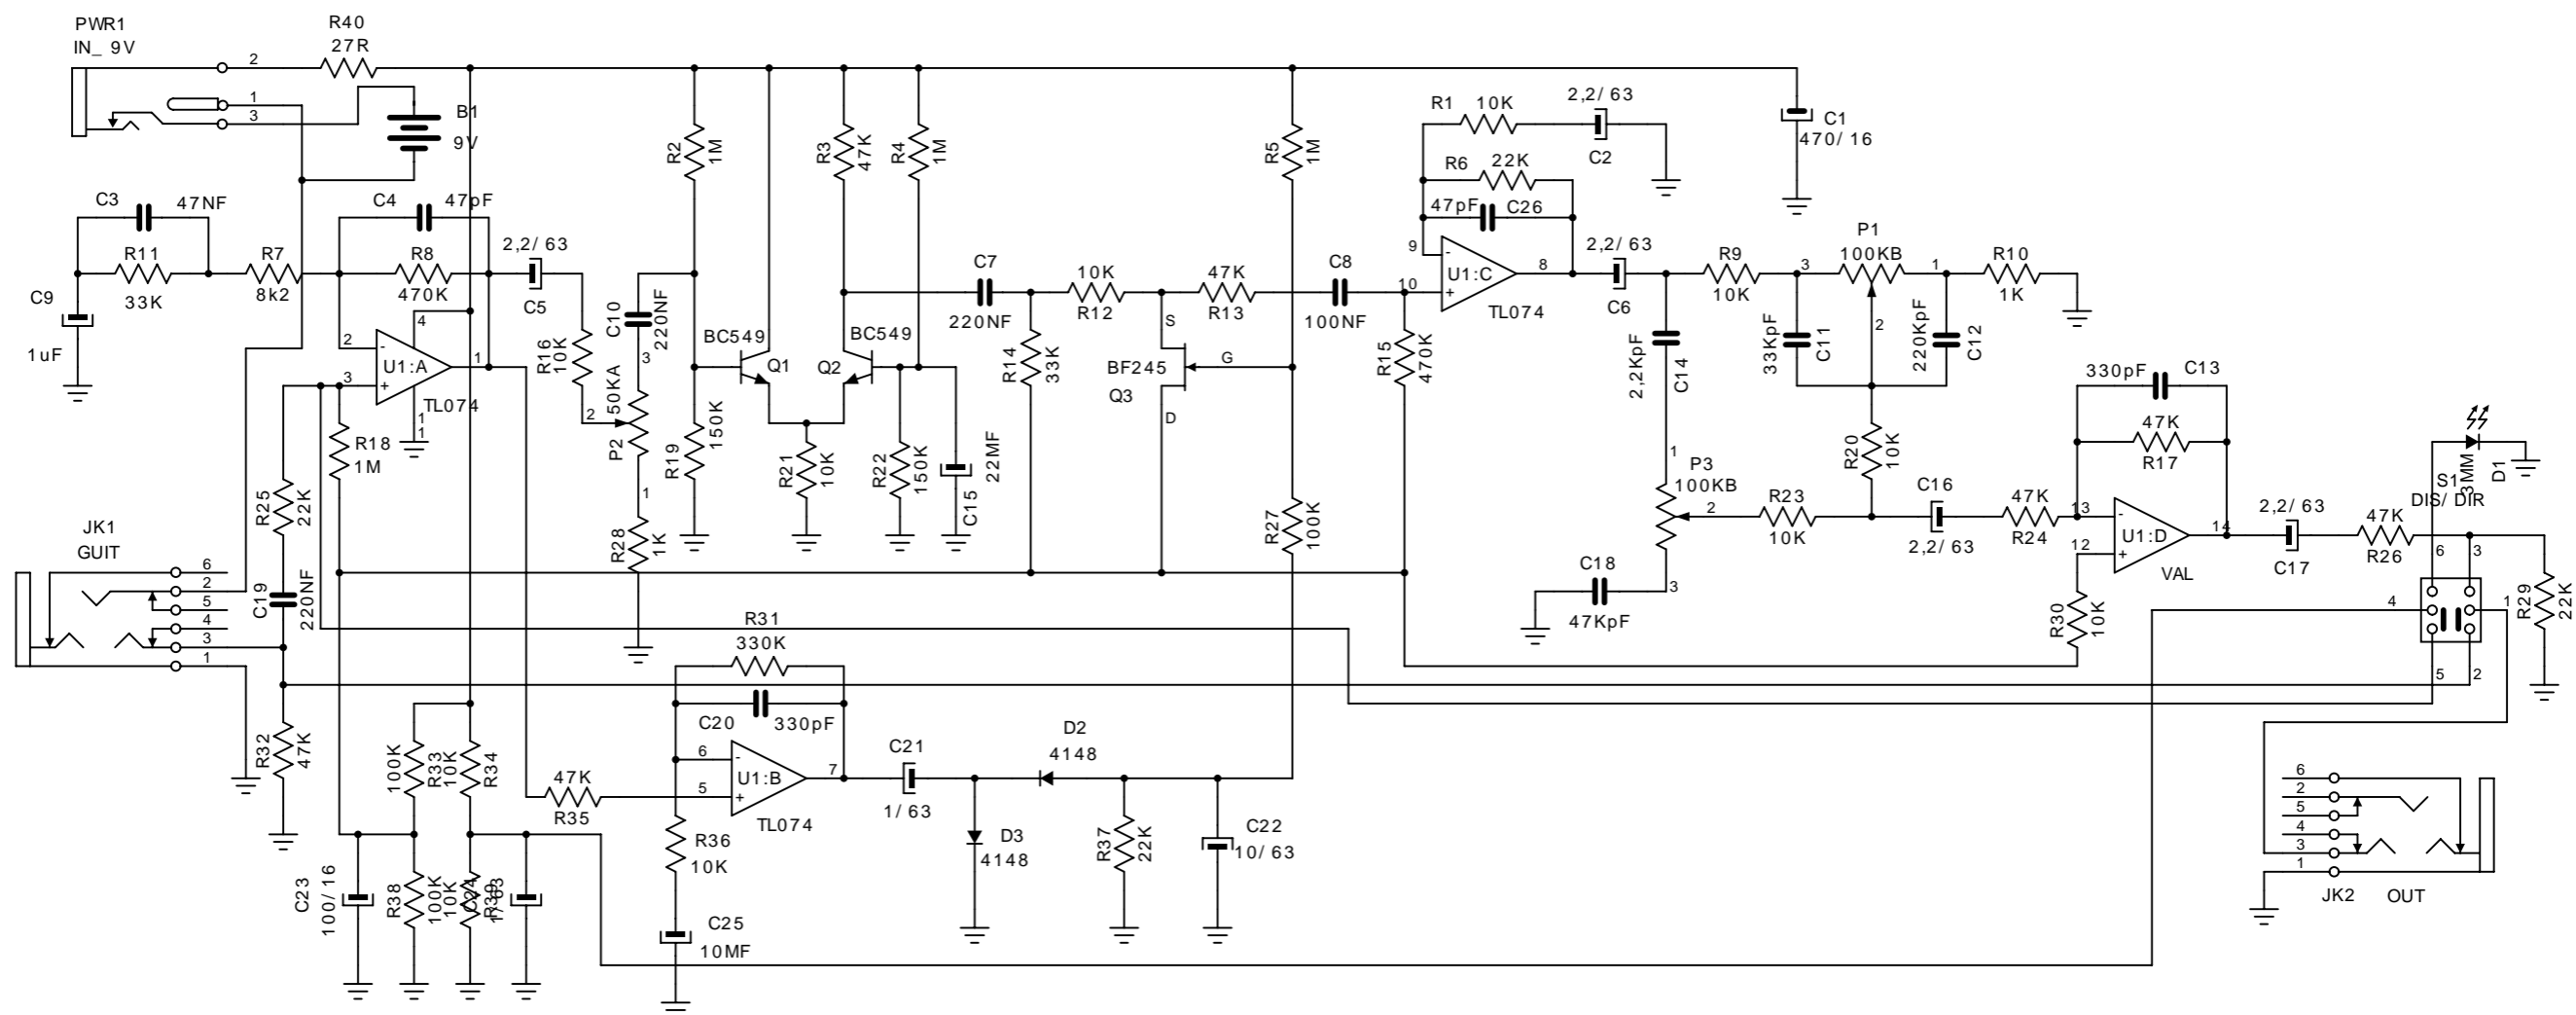 PWR1
IN_ 9V
2
1
3
R40
27R
B1
9V
C3
47NF
R11
33K
R7
8k2
C9
1uF
C4
47pF
R8
470K
2,2/63
C5
2
3
4
1
1
1
U1:A
TL074
R18
1M
R25
22K
C19
220NF
JK1
GUIT
6
2
5
4
3
1
R32
47K
R16
10K
C10
220NF
3
50KA
2
P2
1
R28
1K
R2
1M
R19
150K
BC549
Q1
R21
10K
R3
47K
R4
1M
BC549
Q2
R22
150K
C15
22MF
C7
220NF
R14
33K
10K
R12
47K
R13
S
BF245
Q3
G
D
R5
1M
R27
100K
C8
100NF
R15
470K
R1
10K
2,2/63
C2
R6
22K
47pF
C26
9
10
U1:C
8
TL074
2,2/63
C6
C1
470/16
R9
10K
P1
100KB
3
1
2
R10
1K
33KpF
C11
220KpF
C12
2,2KpF
C14
1
P3
100KB
2
3
R23
10K
R20
10K
C18
47KpF
C16
2,2/63
47K
R24
330pF
C13
47K
R17
13
12
U1:D
14
VAL
R30
10K
2,2/63
C17
47K
R26
3MM
D1
S1
DIS/DIR
6
3
4
1
5
2
R29
22K
R31
330K
C20
330pF
6
5
U1:B
7
TL074
47K
R35
R36
10K
C25
10MF
C21
1/63
D2
4148
D3
4148
R37
22K
C22
10/63
100K
R33
10K
R34
C23
100/16
R38
100K
10K
C24
R39
1/63
6
2
5
4
3
1
JK2
OUT